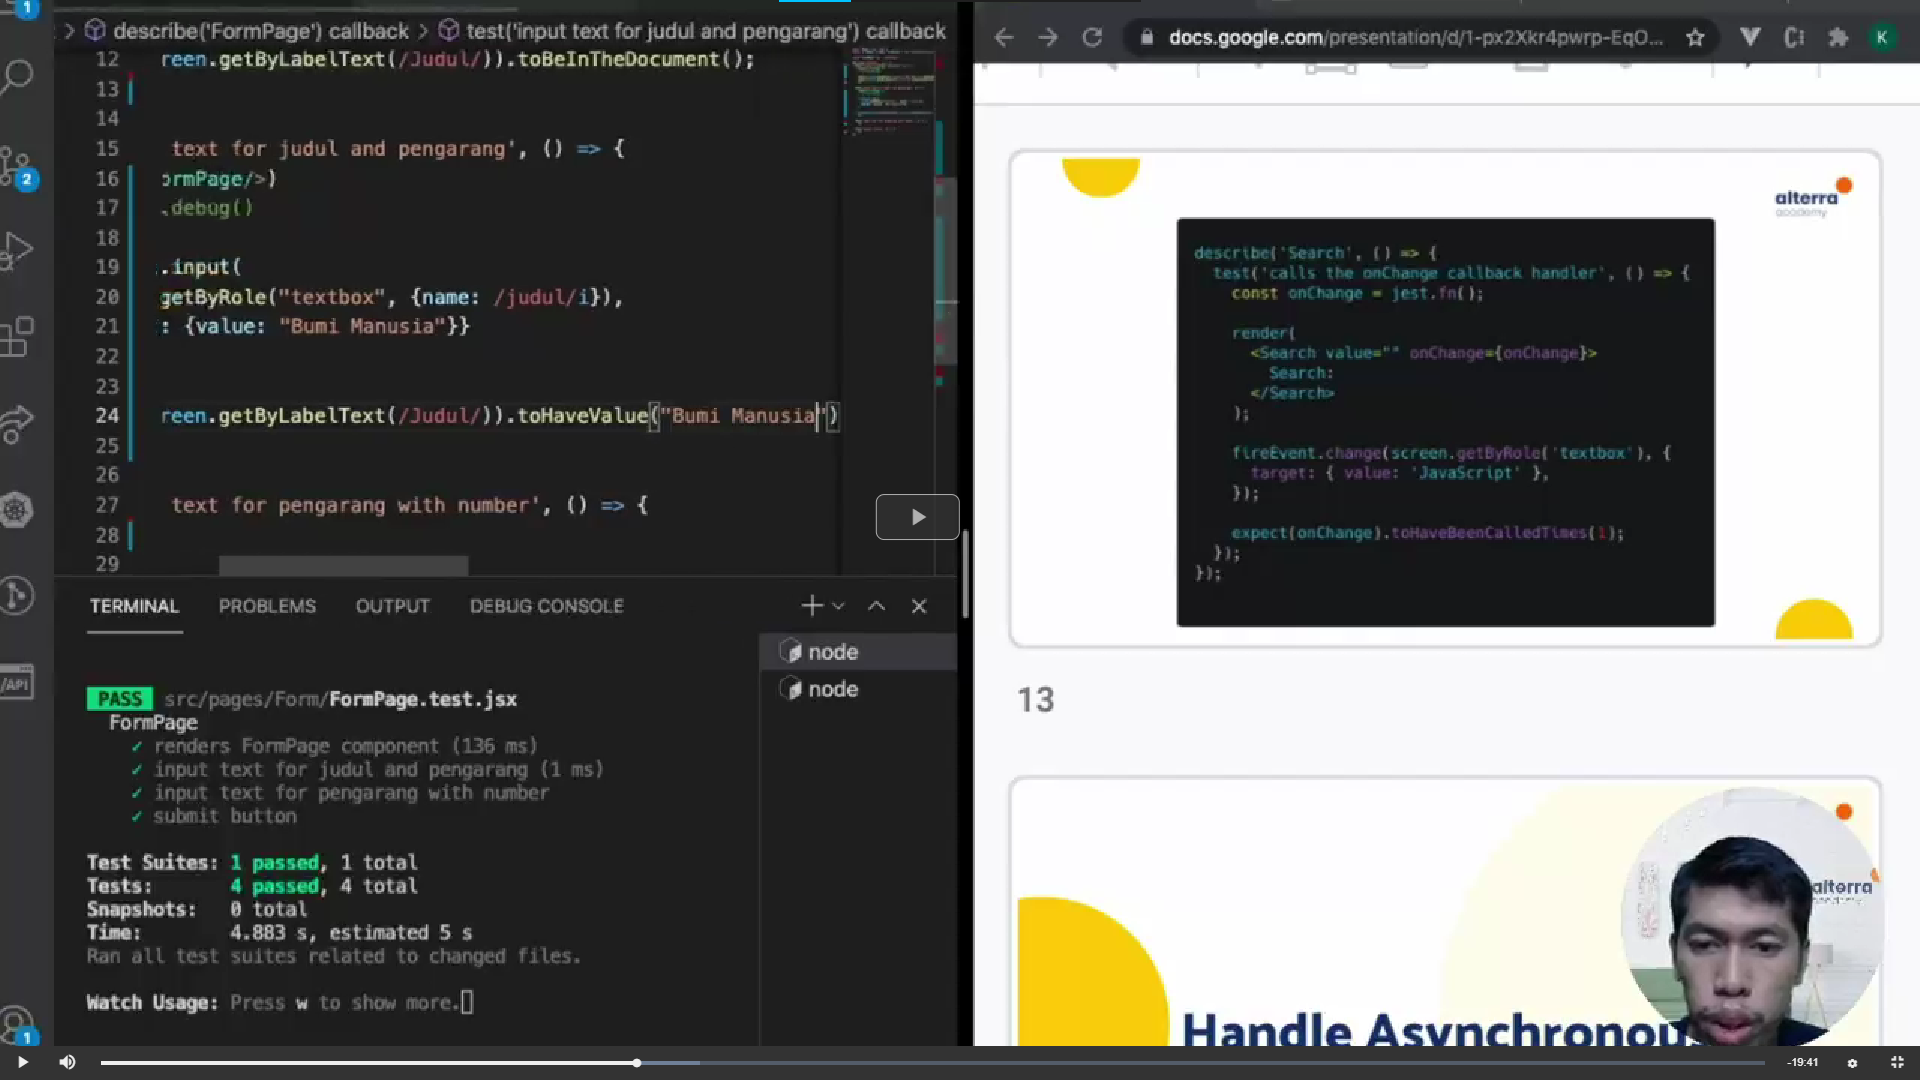 describe('FormPage') callback > test('input text for judul and pengarang') callback
12 reen.getByLabelText(/Judul/)).toBeInTheDocument();
13
14
15 text for judul and pengarang', () => {
16 ormPage/>)
17 .debug()
18
19 .input(
20 getByRole("textbox", {name: /judul/i}),
21 : {value: "Bumi Manusia"}}
22
23
24 reen.getByLabelText(/Judul/)).toHaveValue("Bumi Manusia")
25
26
27 text for pengarang with number', () => {
28
29
1
2
/API
1
TERMINAL PROBLEMS OUTPUT DEBUG CONSOLE
node
node
PASS src/pages/Form/FormPage.test.jsx
FormPage
✓ renders FormPage component (136 ms)
✓ input text for judul and pengarang (1 ms)
✓ input text for pengarang with number
✓ submit button
Test Suites: 1 passed, 1 total
Tests: 4 passed, 4 total
Snapshots: 0 total
Time: 4.883 s, estimated 5 s
Ran all test suites related to changed files.
Watch Usage: Press w to show more.
docs.google.com/presentation/d/1-px2Xkr4pwrp-EqO...
K
alterra
academy
describe('Search', () => {
test('calls the onChange callback handler', () => {
const onChange = jest.fn();
render(
<Search value="" onChange={onChange}>
Search:
</Search>
);
fireEvent.change(screen.getByRole('textbox'), {
target: { value: 'JavaScript' },
});
expect(onChange).toHaveBeenCalledTimes(1);
});
});
13
alterra
Handle Asynchronou
-19:41